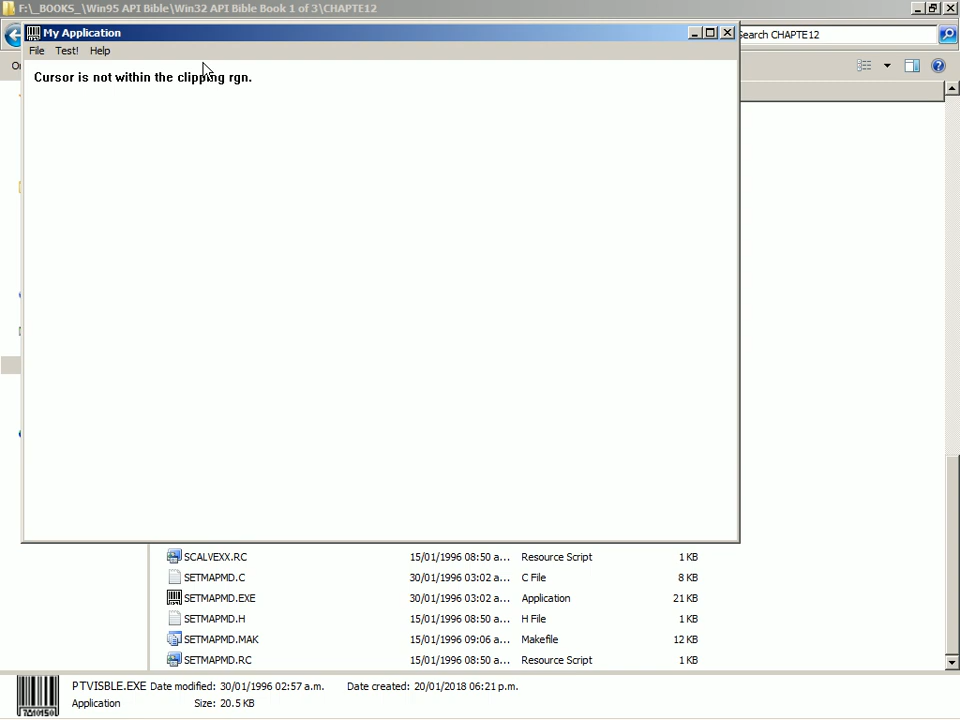 F:\_BOOKS_\Win95 API Bible\Win32 API Bible Book 1 of 3\CHAPTE12
My Application
Search CHAPTE12
File Test! Help
Cursor is not within the clipping rgn.
SCALVEXX.RC 15/01/1996 08:50 a... Resource Script 1 KB
SETMAPMD.C 30/01/1996 03:02 a... C File 8 KB
SETMAPMD.EXE 30/01/1996 03:02 a... Application 21 KB
SETMAPMD.H 15/01/1996 08:50 a... H File 1 KB
SETMAPMD.MAK 15/01/1996 09:06 a... Makefile 12 KB
SETMAPMD.RC 15/01/1996 08:50 a... Resource Script 1 KB
PTVISBLE.EXE Date modified: 30/01/1996 02:57 a.m. Date created: 20/01/2018 06:21 p.m.
Application Size: 20.5 KB